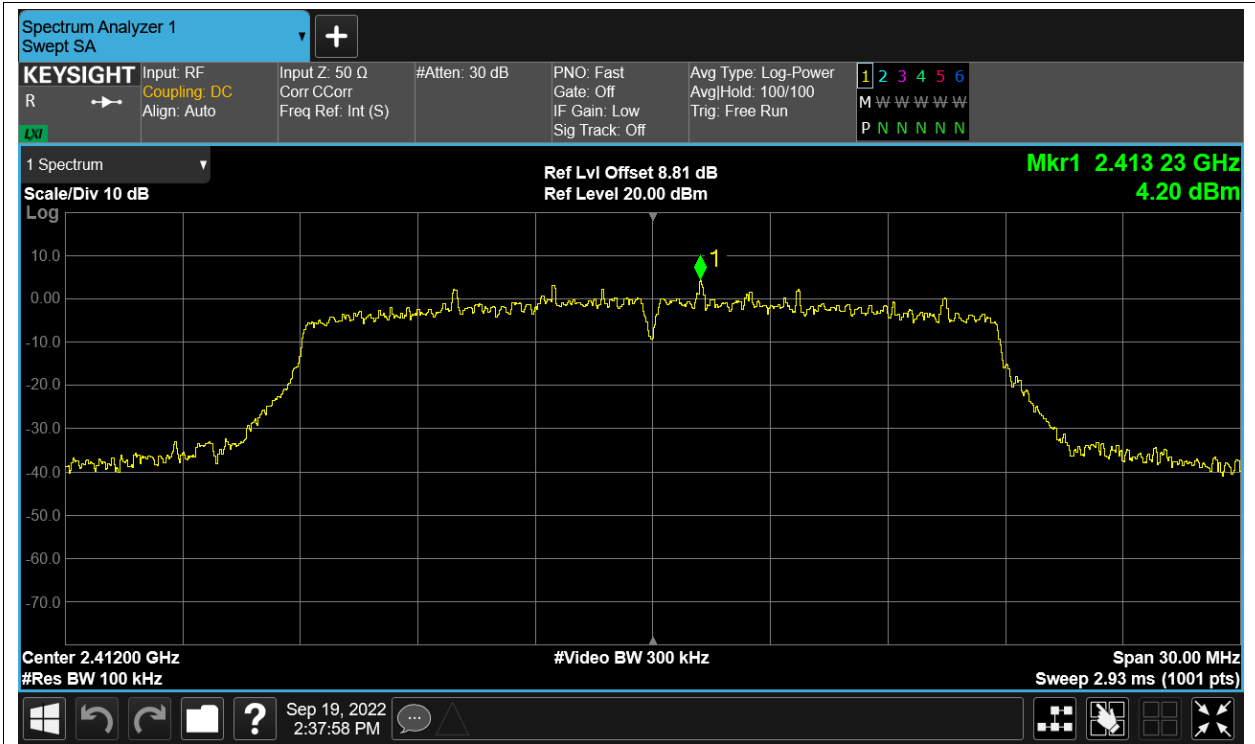 Spectrum Analyzer 1
Swept SA
KEYSIGHT
R
LXI
Input: RF
Coupling: DC
Align: Auto
Input Z: 50 Ω
Corr CCorr
Freq Ref: Int (S)
#Atten: 30 dB
PNO: Fast
Gate: Off
IF Gain: Low
Sig Track: Off
Avg Type: Log-Power
Avg|Hold: 100/100
Trig: Free Run
1 2 3 4 5 6
M W W W W W
P N N N N N
1 Spectrum
Scale/Div 10 dB
Log
Ref Lvl Offset 8.81 dB
Ref Level 20.00 dBm
Mkr1 2.413 23 GHz
4.20 dBm
1
10.0
0.00
-10.0
-20.0
-30.0
-40.0
-50.0
-60.0
-70.0
Center 2.41200 GHz
#Res BW 100 kHz
#Video BW 300 kHz
Span 30.00 MHz
Sweep 2.93 ms (1001 pts)
?
Sep 19, 2022
2:37:58 PM